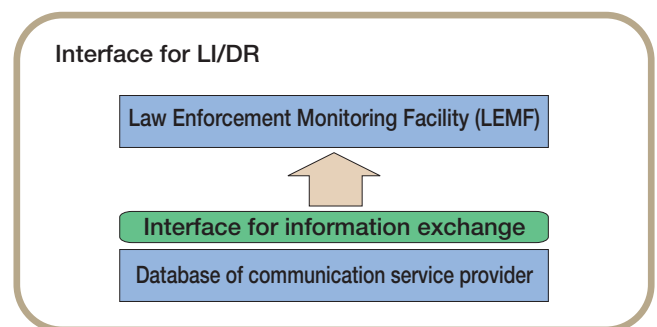 Interface for LI/DR
Law Enforcement Monitoring Facility (LEMF)
Interface for information exchange
Database of communication service provider